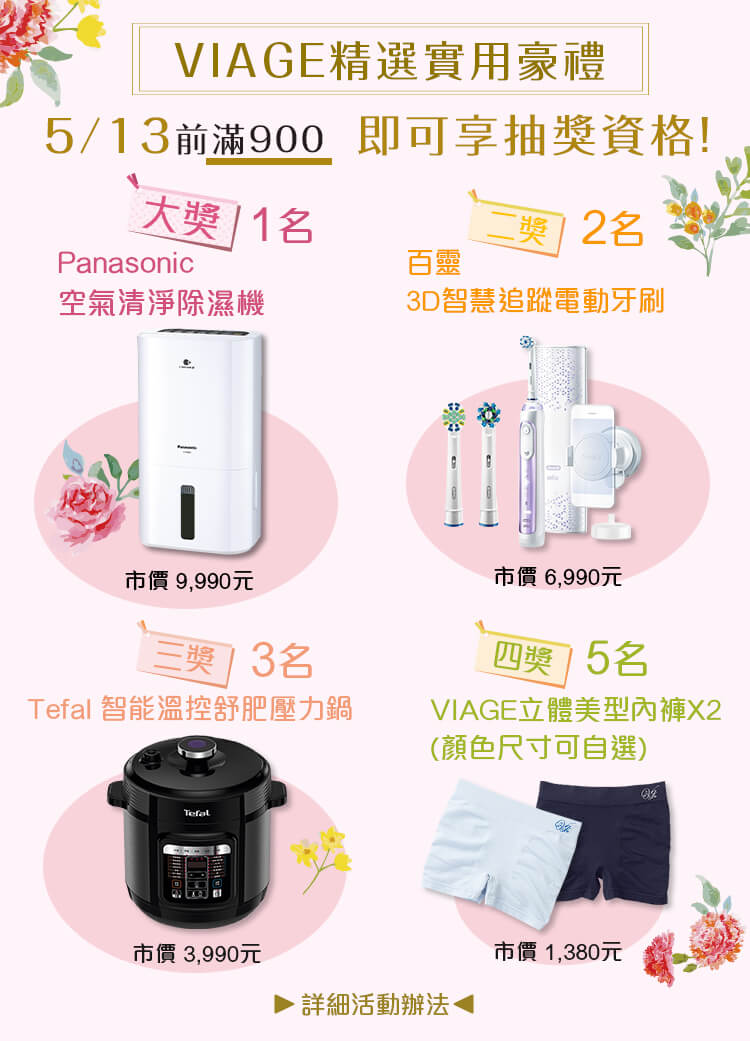 VIAGE精選實用豪禮
5/13前滿900 即可享抽獎資格!
大獎 1名
Panasonic
空氣清淨除濕機
Panasonic
市價 9,990元
二獎 2名
百靈
3D智慧追蹤電動牙刷
市價 6,990元
三獎 3名
Tefal 智能溫控舒肥壓力鍋
Tefal
市價 3,990元
四獎 5名
VIAGE立體美型內褲X2
(顏色尺寸可自選)
市價 1,380元
▶詳細活動辦法◀